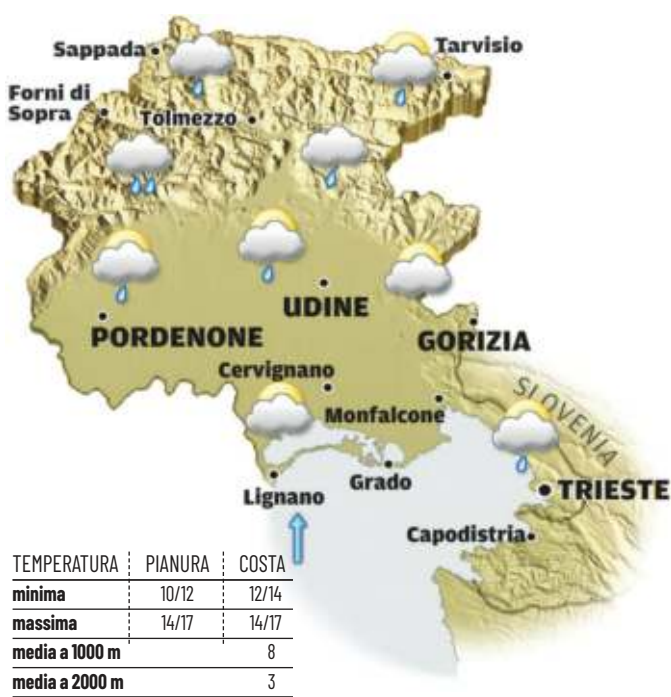 Sappada
Tarvisio
Forni di
Sopra
Tolmezzo
UDINE
PORDENONE
GORIZIA
Cervignano
Monfalcone
SLOVENIA
Grado
Lignano
TRIESTE
Capodistria
TEMPERATURA PIANURA COSTA
minima 10/12 12/14
massima 14/17 14/17
media a 1000 m 8
media a 2000 m 3